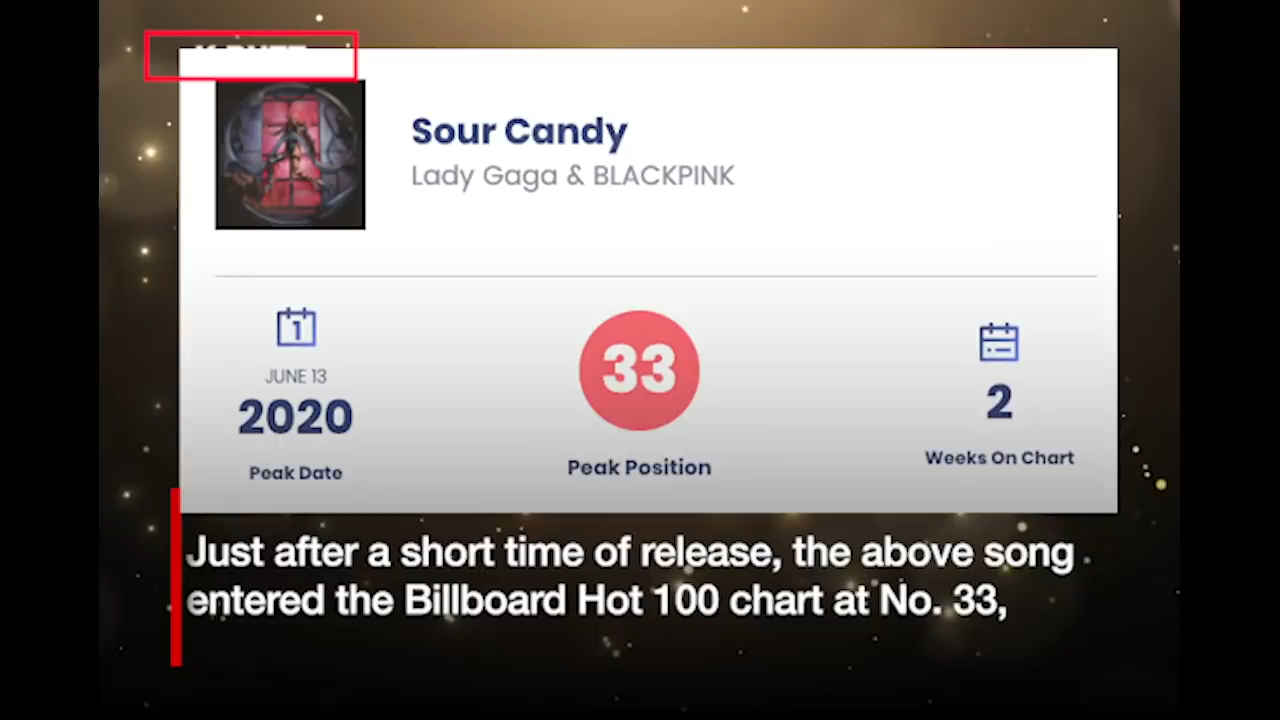 Sour Candy
Lady Gaga & BLACKPINK
1
JUNE 13
2020
Peak Date
33
Peak Position
2
Weeks On Chart
Just after a short time of release, the above song
entered the Billboard Hot 100 chart at No. 33,